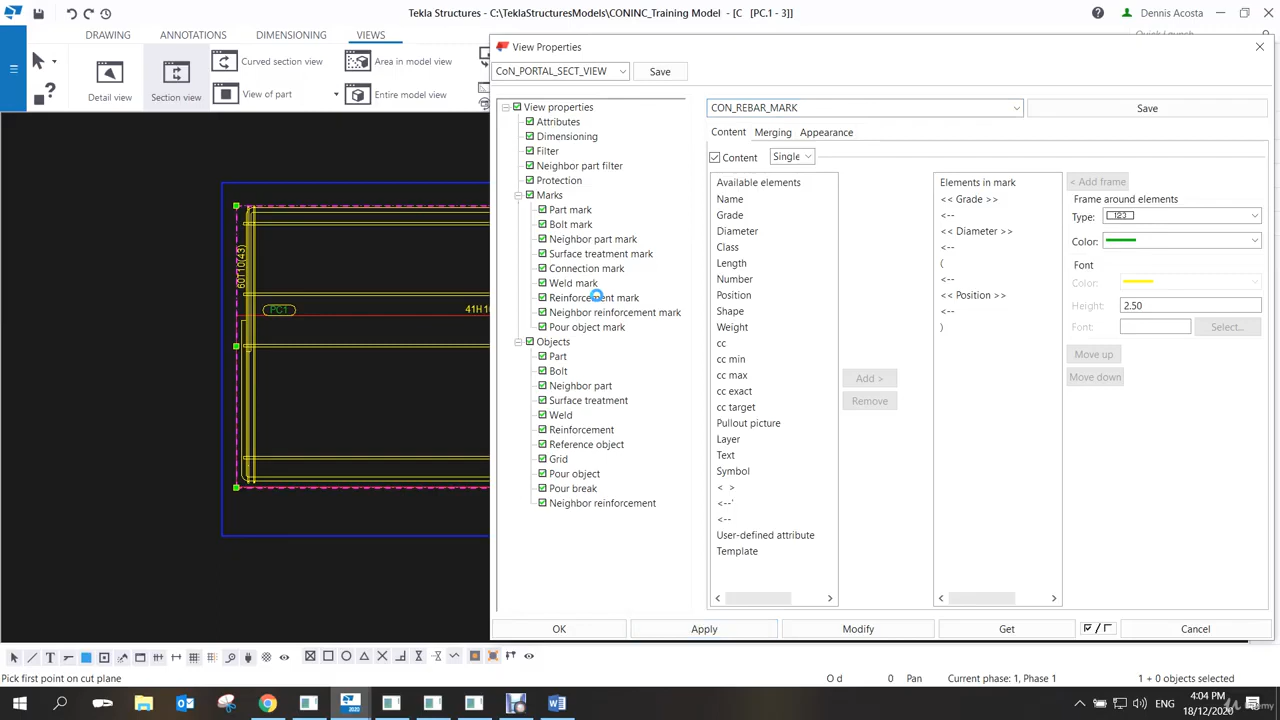 Tekla Structures - C:\TeklaStructuresModels\CONINC_Training Model - [C [PC.1 - 3]]
Dennis Acosta
DRAWING
ANNOTATIONS
DIMENSIONING
VIEWS
Detail view
Section view
Curved section view
View of part
Area in model view
Entire model view
View Properties
CoN_PORTAL_SECT_VIEW
Save
View properties
Attributes
Dimensioning
Filter
Neighbor part filter
Protection
Marks
Part mark
Bolt mark
Neighbor part mark
Surface treatment mark
Connection mark
Weld mark
Reinforcement mark
Neighbor reinforcement mark
Pour object mark
Objects
Part
Bolt
Neighbor part
Surface treatment
Weld
Reinforcement
Reference object
Grid
Pour object
Pour break
Neighbor reinforcement
CON_REBAR_MARK
Save
Content
Merging
Appearance
Content
Single
Available elements
Name
Grade
Diameter
Class
Length
Number
Position
Shape
Weight
cc
cc min
cc max
cc exact
cc target
Pullout picture
Layer
Text
Symbol
< >
<--'
<--
User-defined attribute
Template
Add >
Remove
Elements in mark
<< Grade >>
<--
<< Diameter >>
<--
(
<--
<< Position >>
<--
)
< Add frame
Frame around elements
Type:
123
Color:
Font
Color:
Height:
2.50
Font:
Select...
Move up
Move down
OK
Apply
Modify
Get
Cancel
60T10(43)
PC1
Pick first point on cut plane
O d
0
Pan
Current phase: 1, Phase 1
1 + 0 objects selected
ENG
4:04 PM
18/12/2020